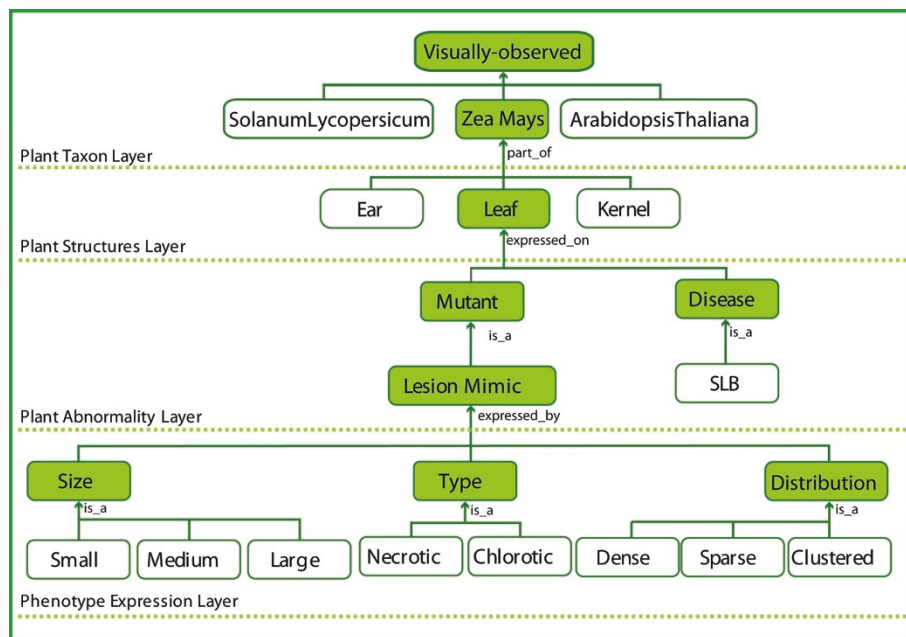 Visually-observed
SolanumLycopersicum
Zea Mays
ArabidopsisThaliana
Plant Taxon Layer
part_of
Ear
Leaf
Kernel
Plant Structures Layer
expressed_on
Mutant
Disease
is_a
is_a
Lesion Mimic
SLB
Plant Abnormality Layer
expressed_by
Size
Type
Distribution
is_a
is_a
is_a
Small
Medium
Large
Necrotic
Chlorotic
Dense
Sparse
Clustered
Phenotype Expression Layer